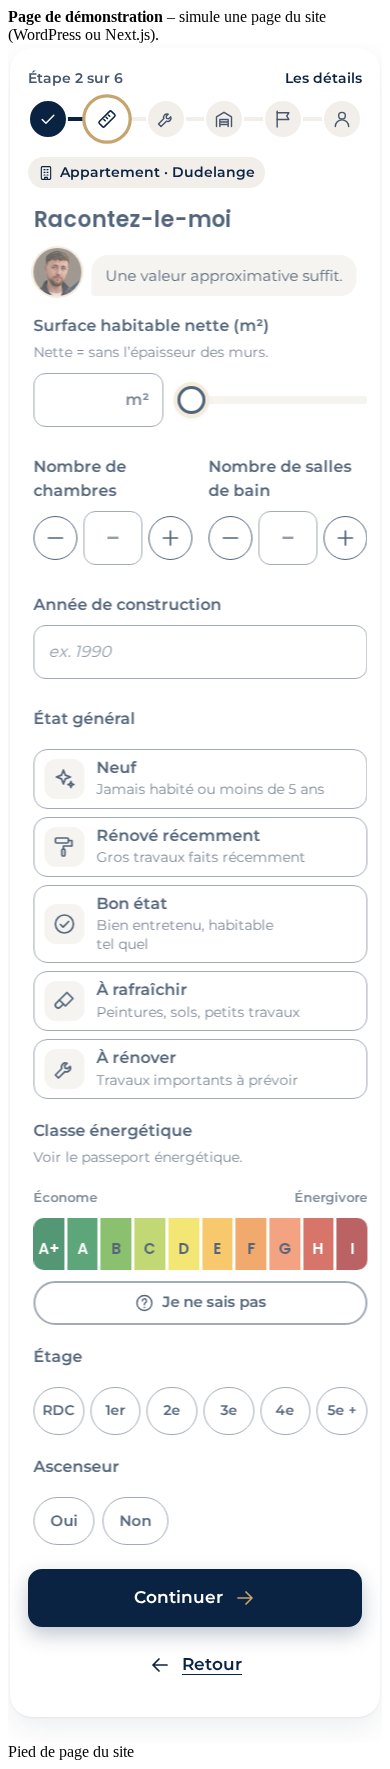 Page de démonstration – simule une page du site
(WordPress ou Next.js).
Étape 2 sur 6
Les détails
Appartement · Dudelange
Racontez-le-moi
Une valeur approximative suffit.
Surface habitable nette (m²)
Nette = sans l'épaisseur des murs.
m²
Nombre de chambres
Nombre de salles de bain
–
–
Année de construction
ex. 1990
État général
Neuf
Jamais habité ou moins de 5 ans
Rénové récemment
Gros travaux faits récemment
Bon état
Bien entretenu, habitable
tel quel
À rafraîchir
Peintures, sols, petits travaux
À rénover
Travaux importants à prévoir
Classe énergétique
Voir le passeport énergétique.
Économe
Énergivore
A+ A B C D E F G H I
Je ne sais pas
Étage
RDC 1er 2e 3e 4e 5e +
Ascenseur
Oui Non
Continuer
Retour
Pied de page du site